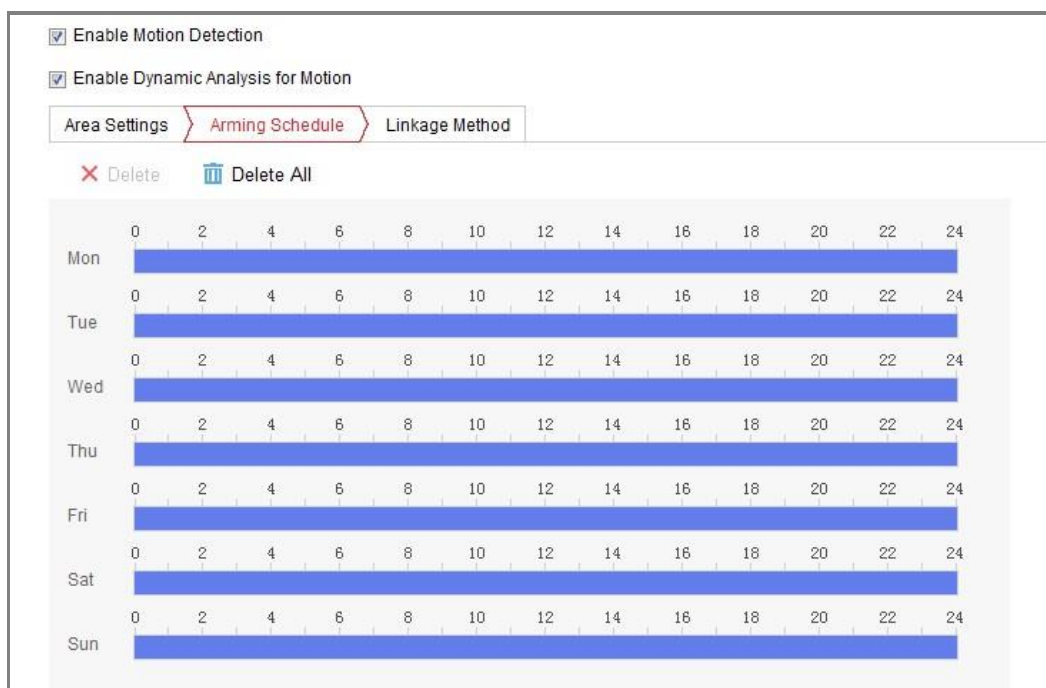 Enable Motion Detection
Enable Dynamic Analysis for Motion
Area Settings Arming Schedule Linkage Method
Delete Delete All
0 2 4 6 8 10 12 14 16 18 20 22 24
Mon
0 2 4 6 8 10 12 14 16 18 20 22 24
Tue
0 2 4 6 8 10 12 14 16 18 20 22 24
Wed
0 2 4 6 8 10 12 14 16 18 20 22 24
Thu
0 2 4 6 8 10 12 14 16 18 20 22 24
Fri
0 2 4 6 8 10 12 14 16 18 20 22 24
Sat
0 2 4 6 8 10 12 14 16 18 20 22 24
Sun